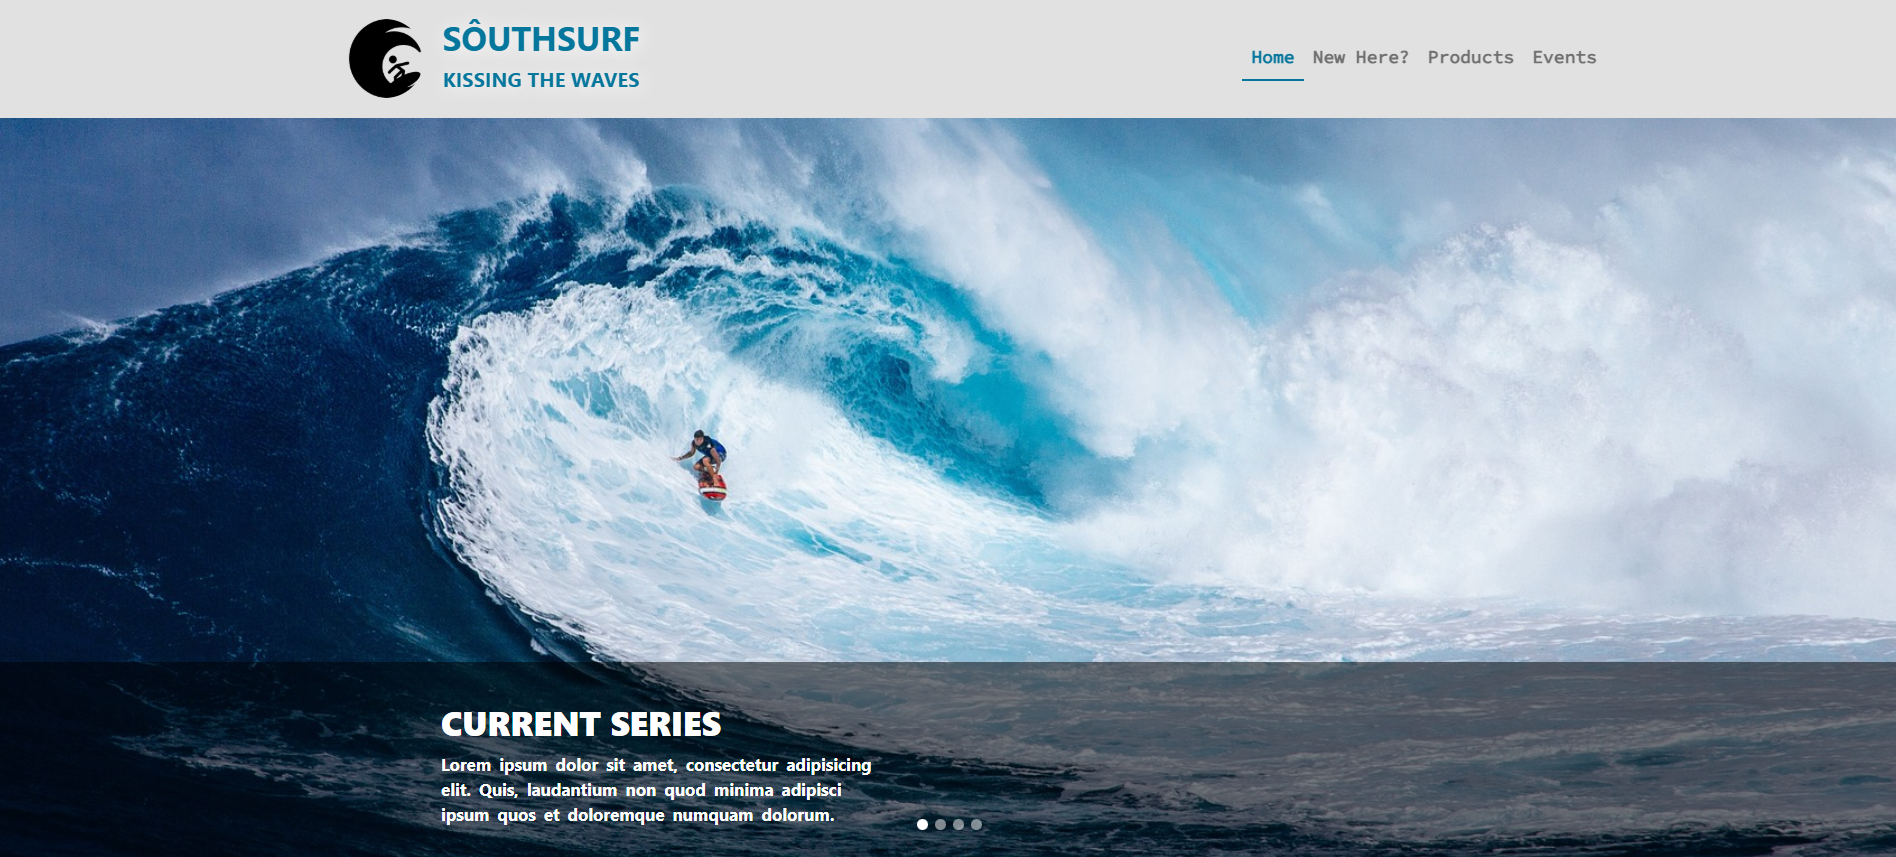 SÔUTHSURF
KISSING THE WAVES
Home New Here? Products Events
CURRENT SERIES
Lorem ipsum dolor sit amet, consectetur adipisicing
elit. Quis, laudantium non quod minima adipisci
ipsum quos et doloremque numquam dolorum.